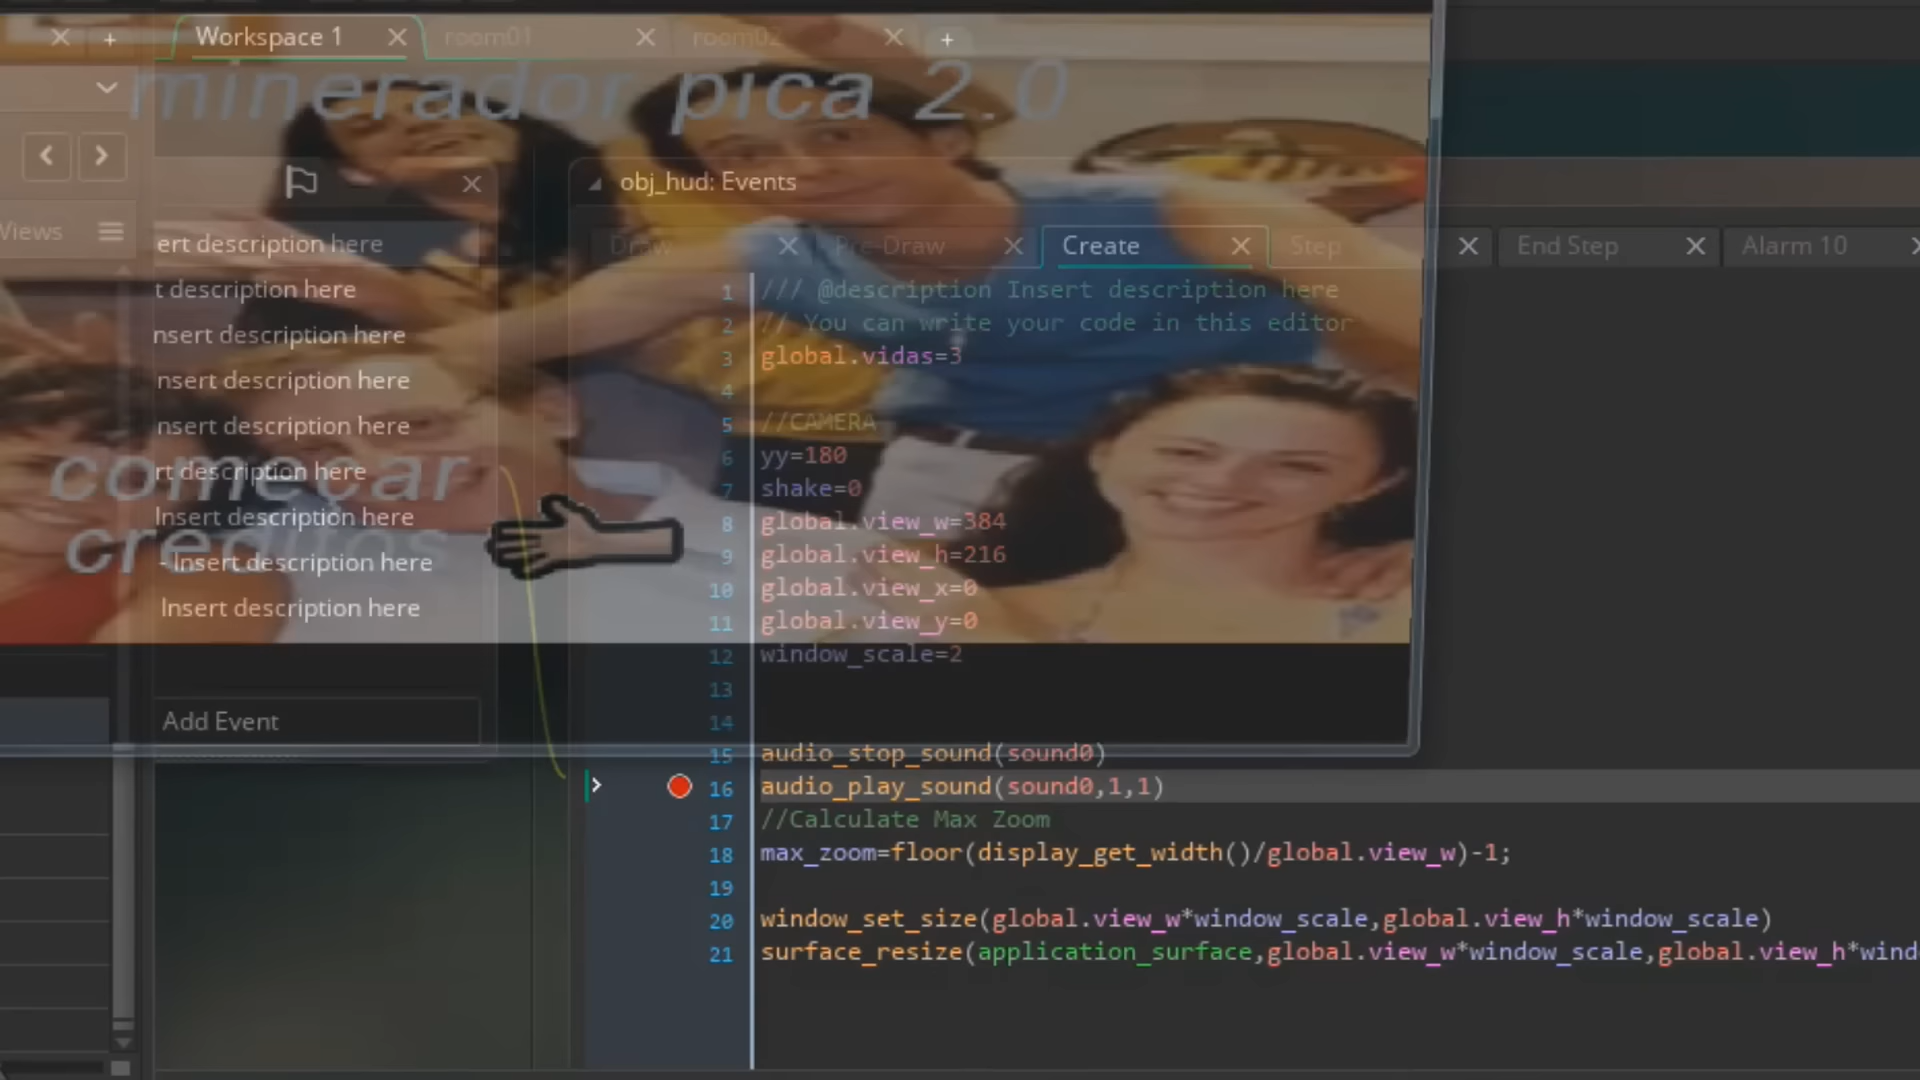 Workspace 1
room01
room02
minerador pica 2.0
obj_hud: Events
Views
ert description here
t description here
nsert description here
nsert description here
nsert description here
rt description here
Insert description here
- Insert description here
Insert description here
Add Event
comecar
creditos
Draw
Pre-Draw
Create
Step
End Step
Alarm 10
1 /// @description Insert description here
2 // You can write your code in this editor
3 global.vidas=3
4
5 //CAMERA
6 yy=180
7 shake=0
8 global.view_w=384
9 global.view_h=216
10 global.view_x=0
11 global.view_y=0
12 window_scale=2
13
14
15 audio_stop_sound(sound0)
16 audio_play_sound(sound0,1,1)
17 //Calculate Max Zoom
18 max_zoom=floor(display_get_width()/global.view_w)-1;
19
20 window_set_size(global.view_w*window_scale,global.view_h*window_scale)
21 surface_resize(application_surface,global.view_w*window_scale,global.view_h*wind